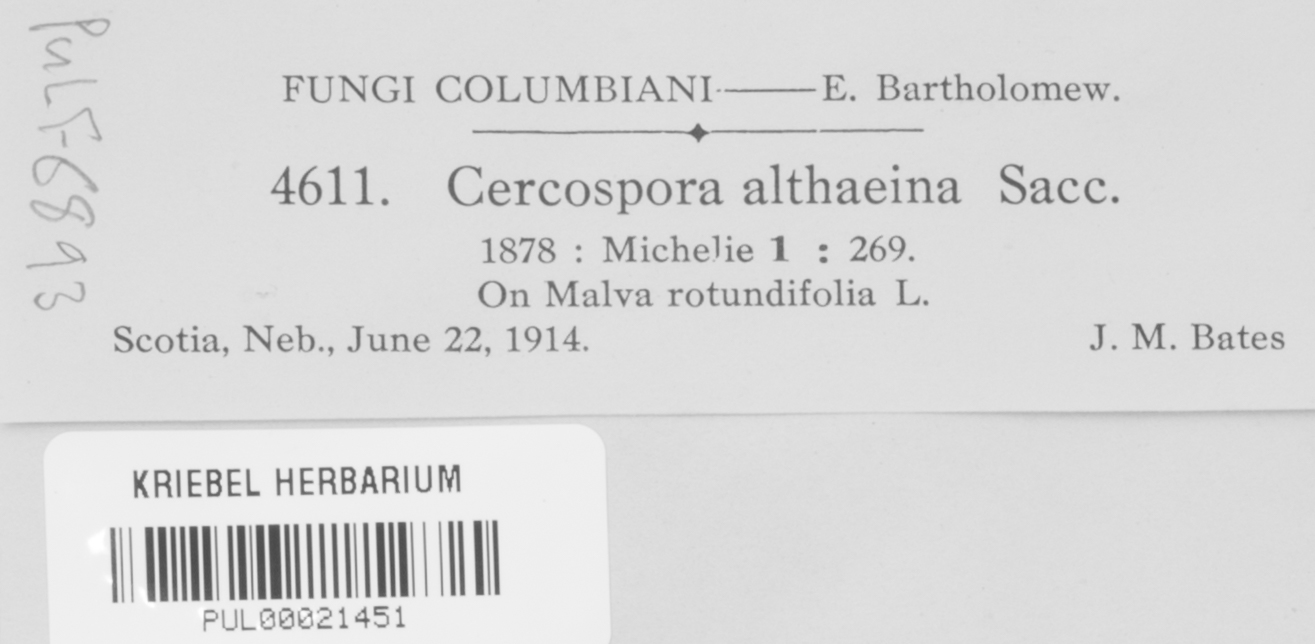 FUNGI COLUMBIANI——E. Bartholomew.
4611. Cercospora althaeina Sacc.
1878 : Michelie 1 : 269.
On Malva rotundifolia L.
Scotia, Neb., June 22, 1914. J. M. Bates
PULF-6893
KRIEBEL HERBARIUM
PUL00021451